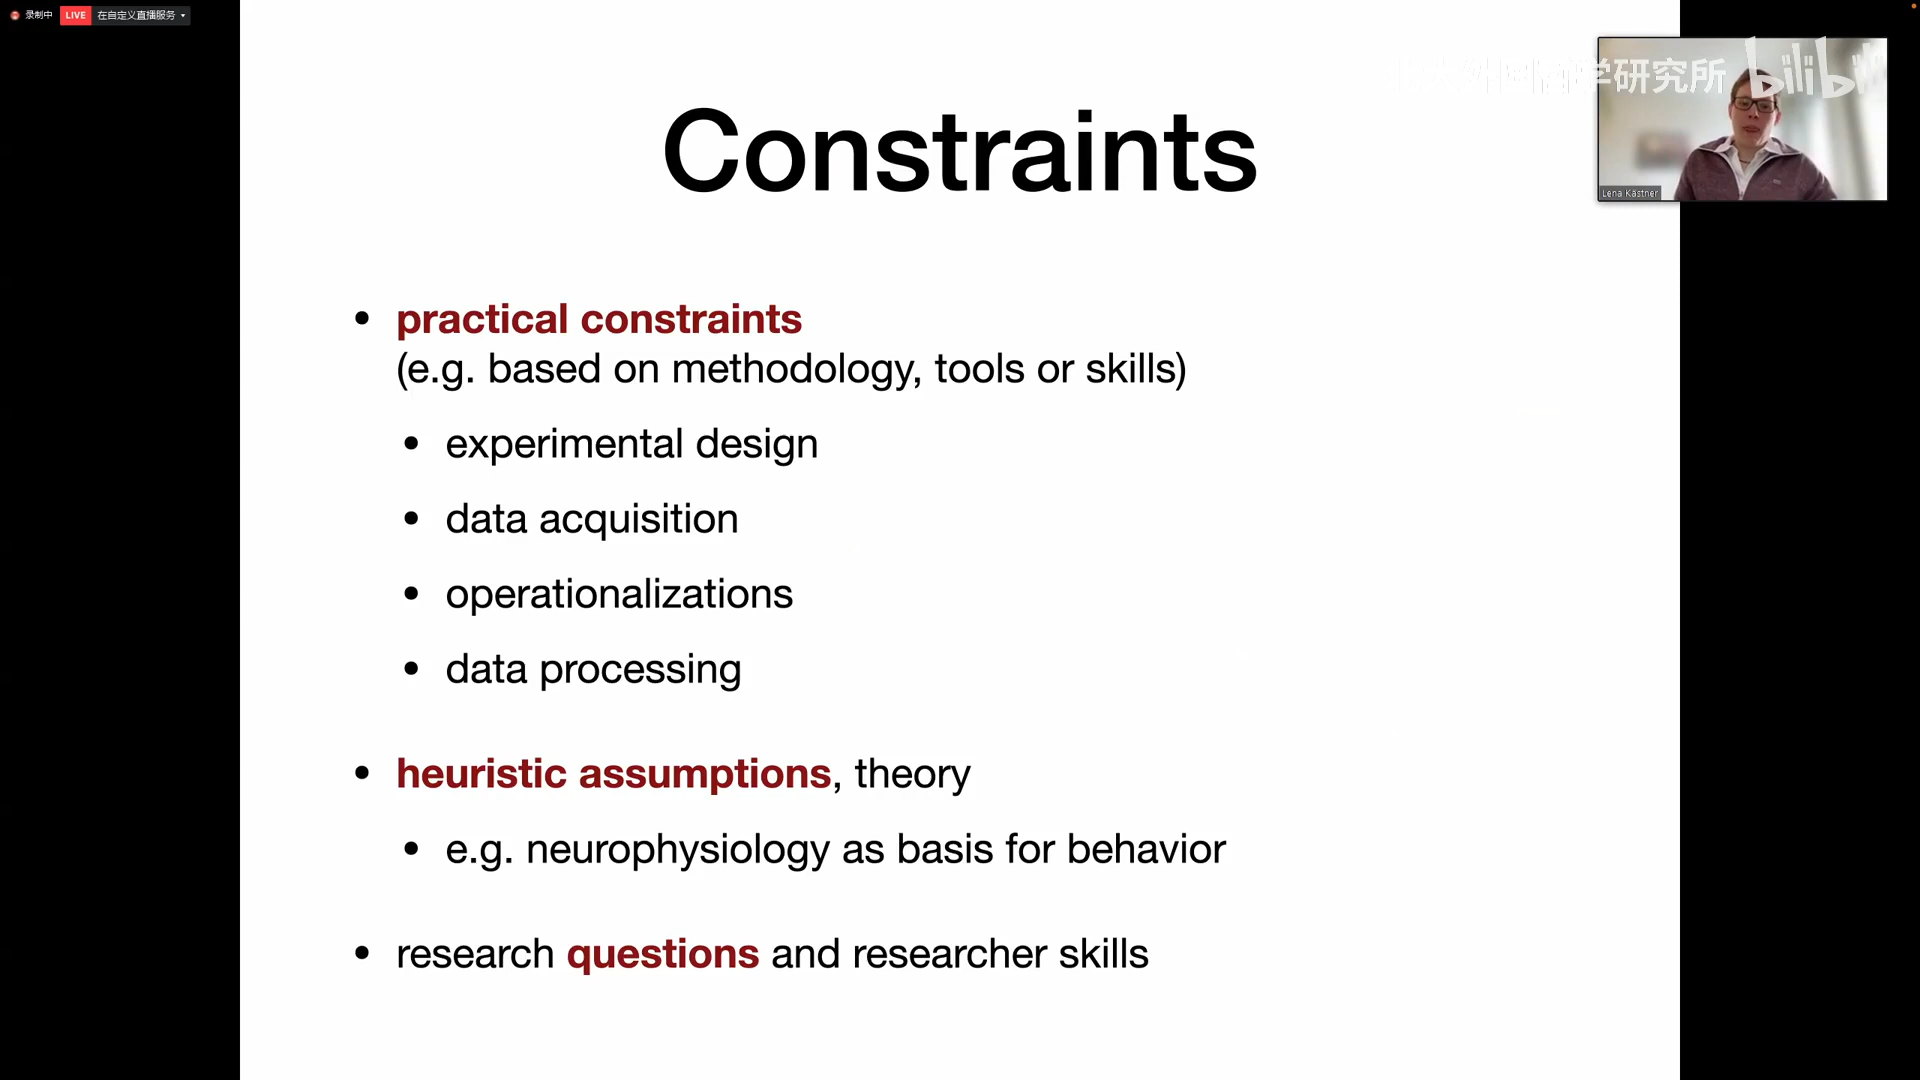 录制中 LIVE 在自定义直播服务
学研究所 bilibili
Lena Kästner
Constraints
• practical constraints
(e.g. based on methodology, tools or skills)
• experimental design
• data acquisition
• operationalizations
• data processing
• heuristic assumptions, theory
• e.g. neurophysiology as basis for behavior
• research questions and researcher skills